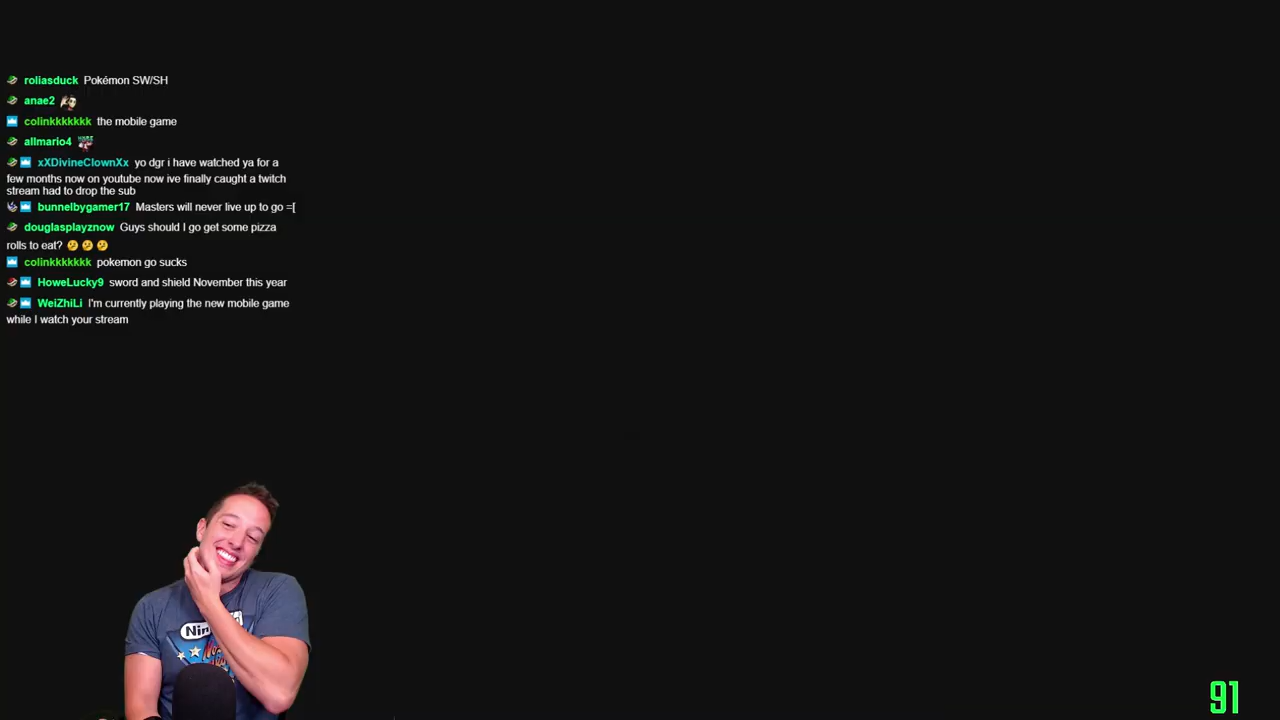 roliasduck Pokémon SW/SH
anae2
colinkkkkkkk the mobile game
allmario4
xXDivineClownXx yo dgr i have watched ya for a
few months now on youtube now ive finally caught a twitch
stream had to drop the sub
bunnelbygamer17 Masters will never live up to go =[
douglasplayznow Guys should I go get some pizza
rolls to eat? 🤔 🤔 🤔
colinkkkkkkk pokemon go sucks
HoweLucky9 sword and shield November this year
WeiZhiLi I'm currently playing the new mobile game
while I watch your stream
91